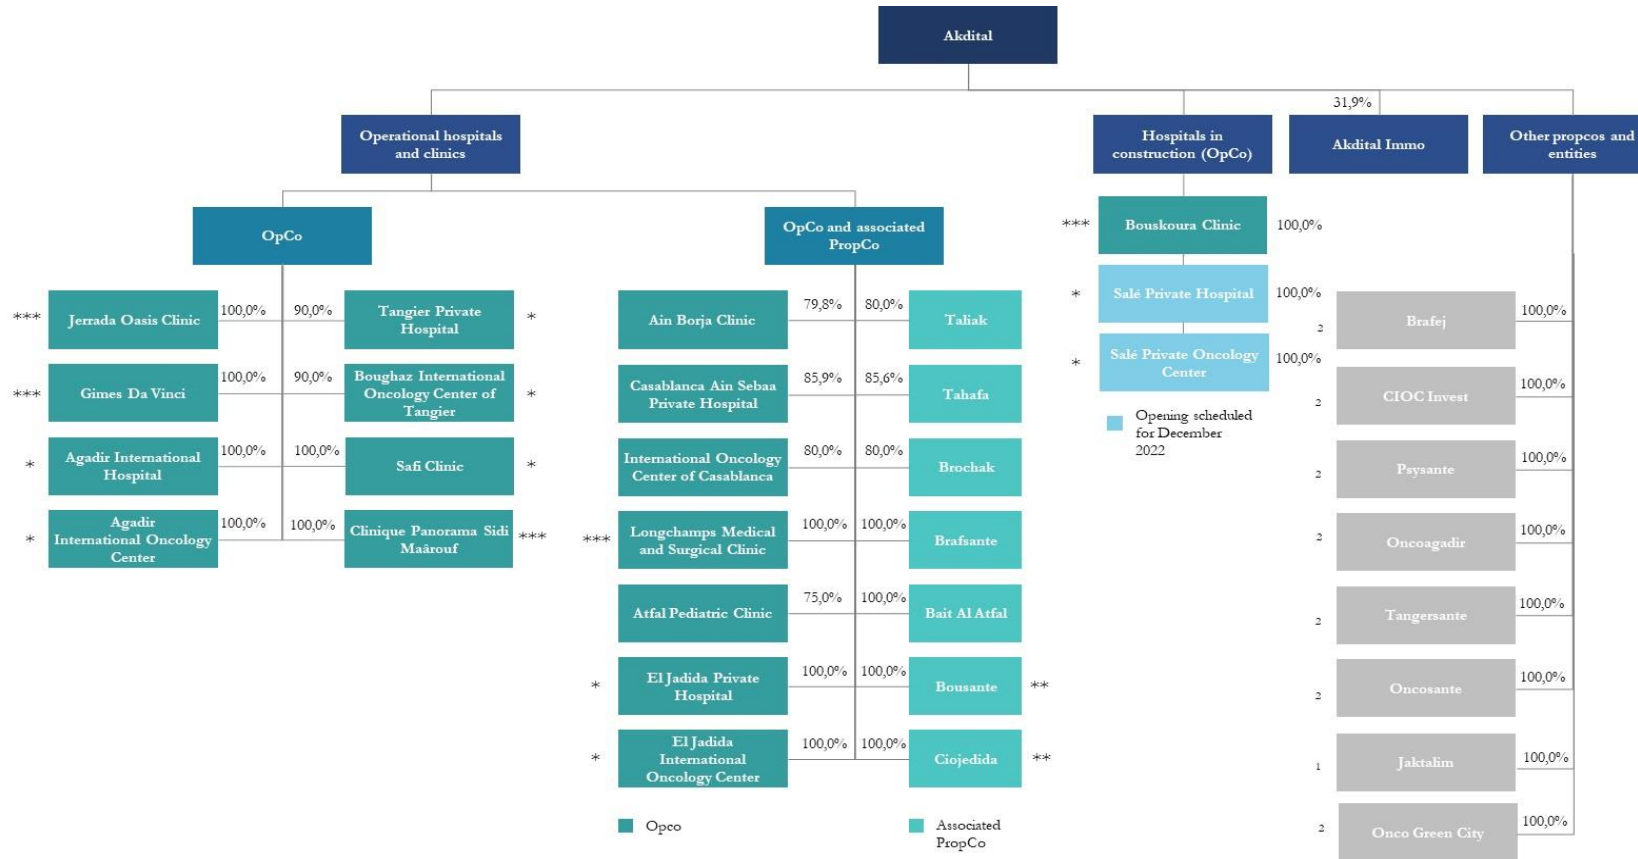 Akdital
31,9%
Operational hospitals
and clinics
Hospitals in
construction (OpCo)
Akdital Immo
Other propcos and
entities
OpCo
OpCo and associated
PropCo
*** Jerrada Oasis Clinic 100,0% 90,0% Tangier Private
Hospital *
*** Gimes Da Vinci 100,0% 90,0% Boughaz International
Oncology Center of
Tangier *
* Agadir International
Hospital 100,0% 100,0% Safi Clinic *
* Agadir
International Oncology
Center 100,0% 100,0% Clinique Panorama Sidi
Maârouf ***
Ain Borja Clinic 79,8% 80,0% Taliak
Casablanca Ain Sebaa
Private Hospital 85,9% 85,6% Tahafa
International Oncology
Center of Casablanca 80,0% 80,0% Brochak
*** Longchamps Medical
and Surgical Clinic 100,0% 100,0% Brafsante
Atfal Pediatric Clinic 75,0% 100,0% Bait Al Atfal
* El Jadida Private
Hospital 100,0% 100,0% Bousante **
* El Jadida
International
Oncology Center 100,0% 100,0% Ciojedida **
Opco
Associated
PropCo
*** Bouskoura Clinic 100,0%
* Salé Private Hospital 100,0%
* Salé Private Oncology
Center 100,0%
Opening scheduled
for December
2022
2 Brafej 100,0%
2 CIOC Invest 100,0%
2 Psysante 100,0%
2 Oncoagadir 100,0%
2 Tangersante 100,0%
2 Oncosante 100,0%
1 Jaktalim 100,0%
2 Onco Green City 100,0%